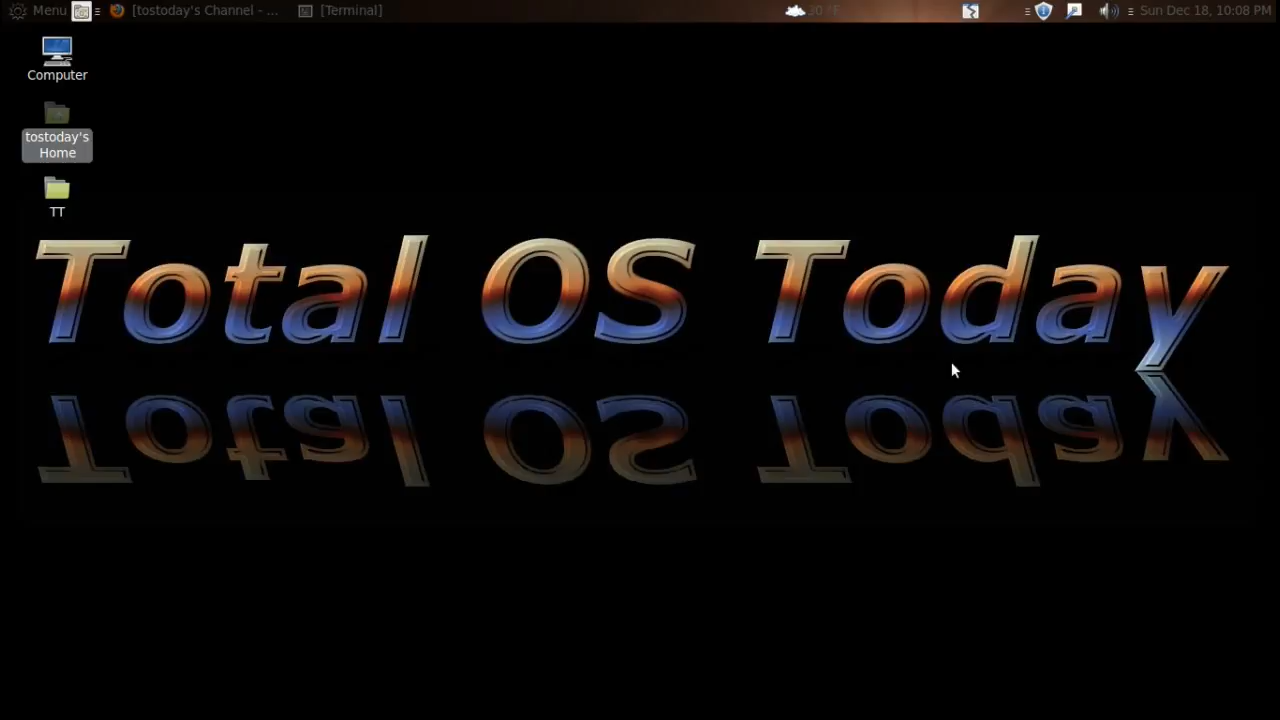 Menu [tostoday's Channel - ... [Terminal] Sun Dec 18, 10:08 PM
Computer
tostoday's
Home
TT
Total OS Today